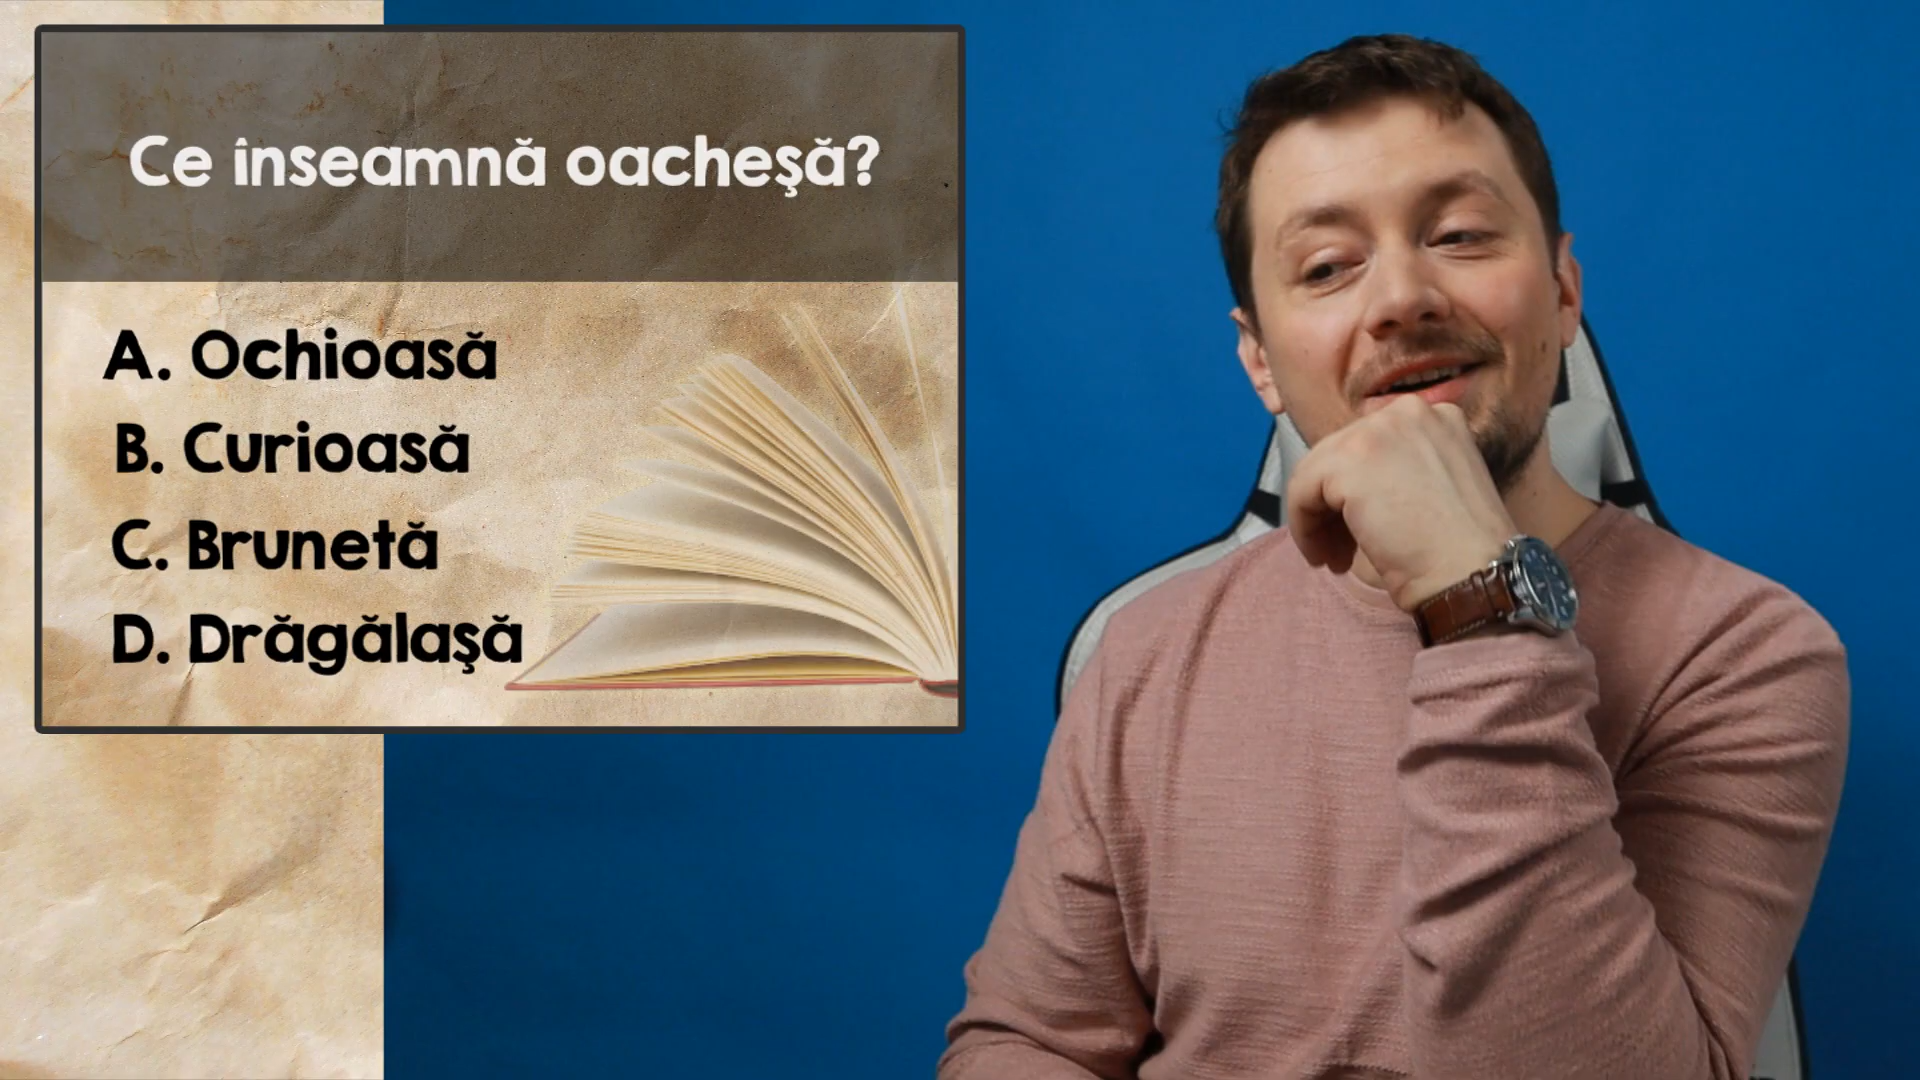 Ce înseamnă oacheşă?
A. Ochioasă
B. Curioasă
C. Brunetă
D. Drăgălaşă